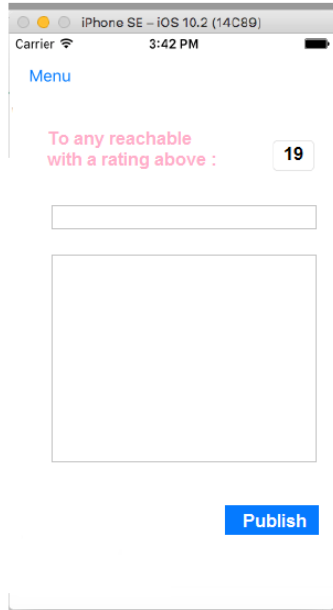 iPhone SE – iOS 10.2 (14C89)
Carrier 3:42 PM
Menu
To any reachable
with a rating above :
19
Publish